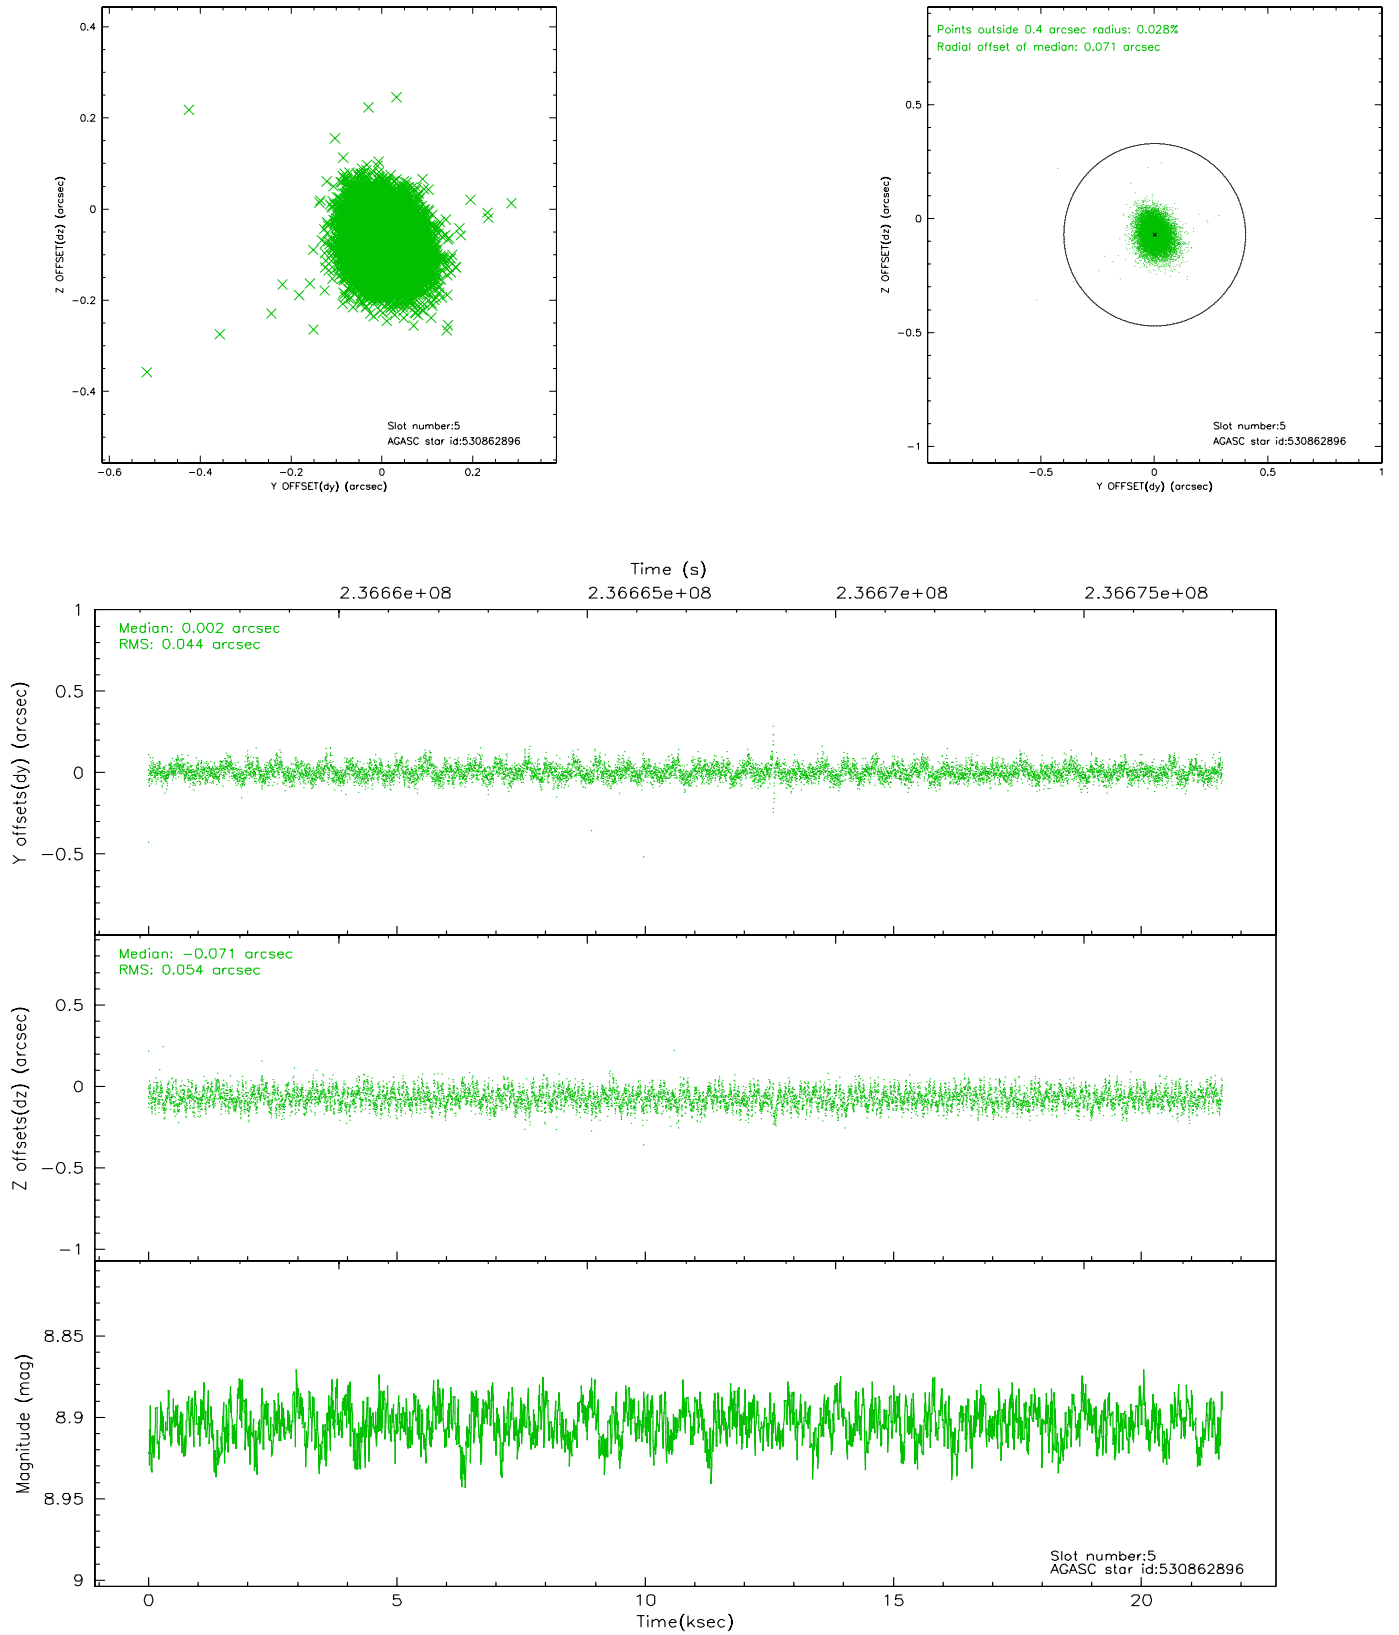 0.4
0.2
0
−0.2
−0.4
Z OFFSET(dz) (arcsec)
Slot number:5
AGASC star id:530862896
−0.6
−0.4
−0.2
0
0.2
Y OFFSET(dy) (arcsec)
Points outside 0.4 arcsec radius: 0.028%
Radial offset of median: 0.071 arcsec
0.5
0
−0.5
−1
Z OFFSET(dz) (arcsec)
Slot number:5
AGASC star id:530862896
−0.5
0
0.5
1
Y OFFSET(dy) (arcsec)
Time (s)
2.3666e+08
2.36665e+08
2.3667e+08
2.36675e+08
Median: 0.002 arcsec
RMS: 0.044 arcsec
1
0.5
0
−0.5
Y offsets(dy) (arcsec)
Median: −0.071 arcsec
RMS: 0.054 arcsec
0.5
0
−0.5
−1
Z offsets(dz) (arcsec)
8.85
8.9
8.95
9
Magnitude (mag)
Slot number:5
AGASC star id:530862896
0
5
10
15
20
Time(ksec)